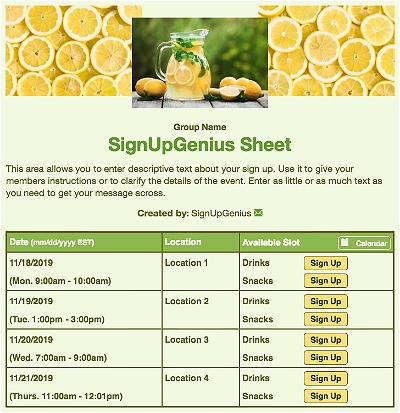 Group Name
SignUpGenius Sheet
This area allows you to enter descriptive text about your sign up. Use it to give your
members instructions or to clarify the details of the event. Enter as little or as much text as
you need to get your message across.
Created by: SignUpGenius
Date (mm/dd/yyyy EST) Location Available Slot Calendar
11/18/2019 Location 1 Drinks Sign Up
(Mon. 9:00am - 10:00am) Snacks Sign Up
11/19/2019 Location 2 Drinks Sign Up
(Tue. 1:00pm - 3:00pm) Snacks Sign Up
11/20/2019 Location 3 Drinks Sign Up
(Wed. 7:00am - 9:00am) Snacks Sign Up
11/21/2019 Location 4 Drinks Sign Up
(Thurs. 11:00am - 12:01pm) Snacks Sign Up